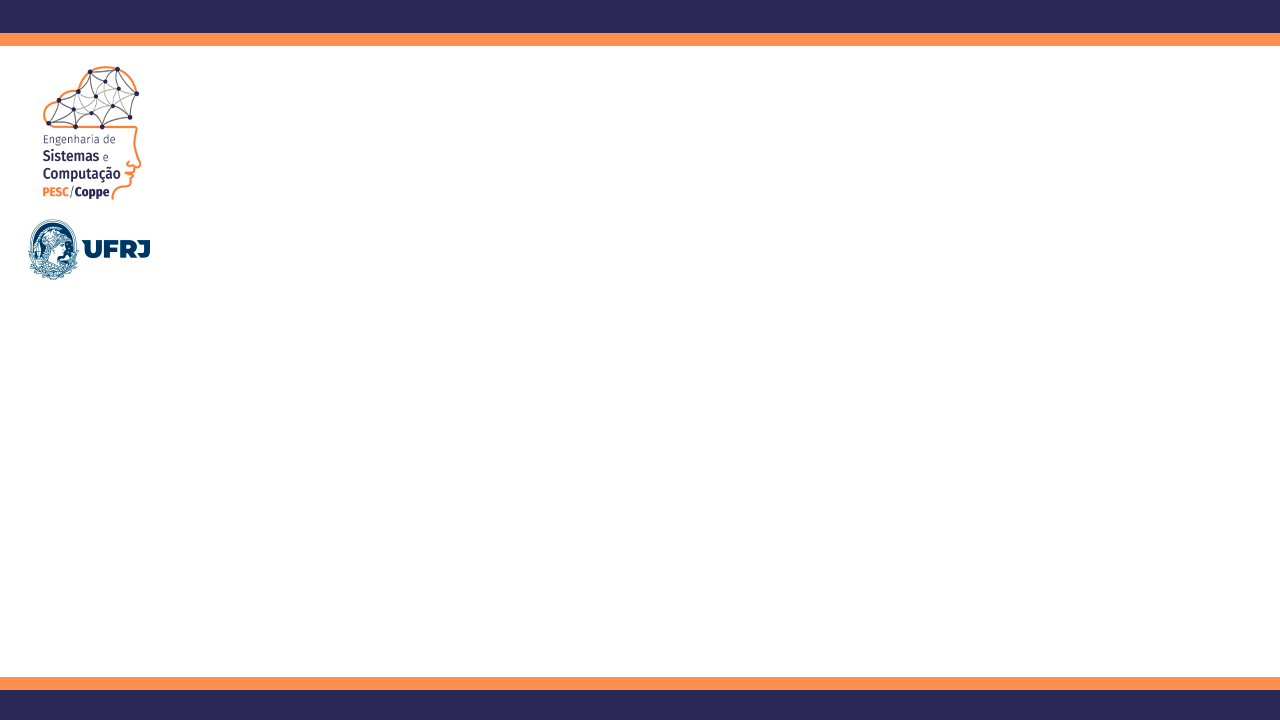 Engenharia de
Sistemas e
Computação
PESC/Coppe
UFRJ